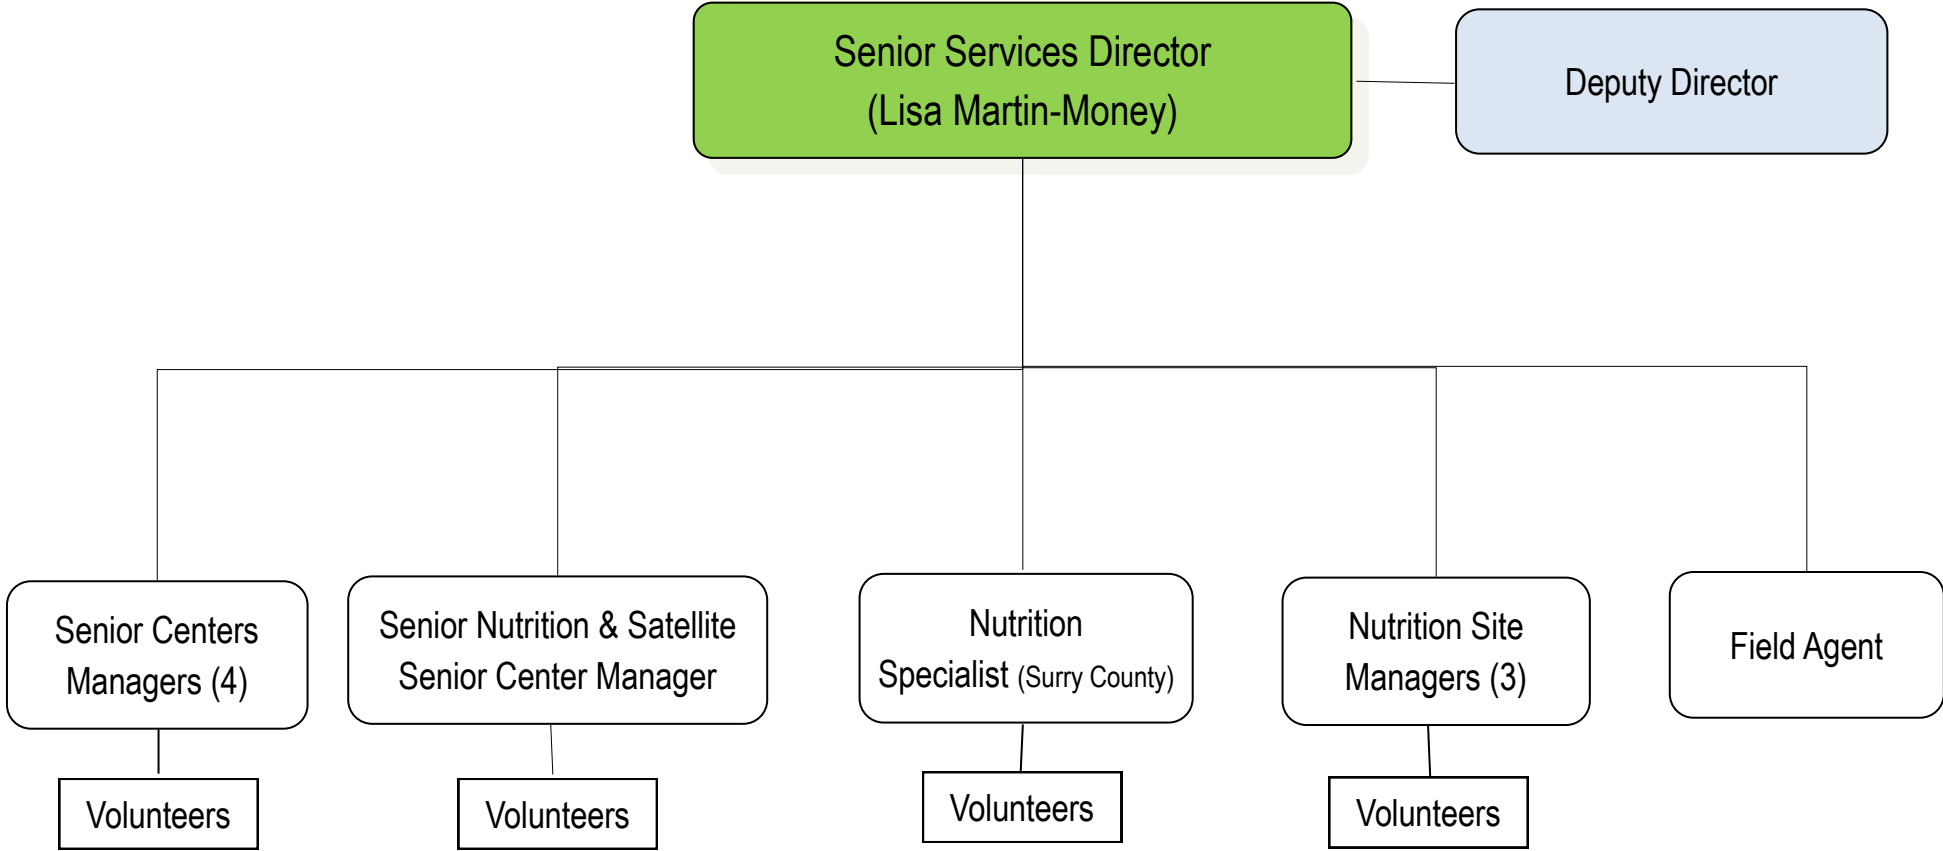 Senior Services Director
(Lisa Martin-Money)
Deputy Director
Senior Centers
Managers (4)
Senior Nutrition & Satellite
Senior Center Manager
Nutrition
Specialist (Surry County)
Nutrition Site
Managers (3)
Field Agent
Volunteers
Volunteers
Volunteers
Volunteers